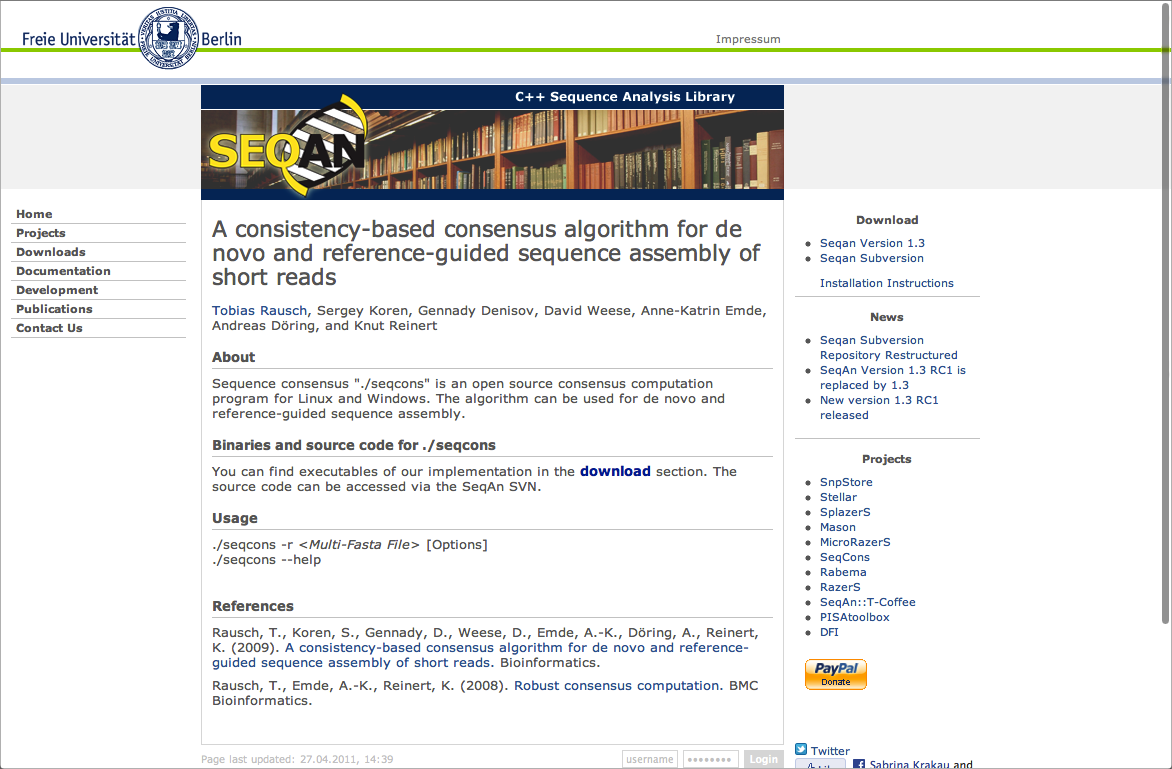 Freie Universität Berlin
Impressum
C++ Sequence Analysis Library
SEQAN
Home
Projects
Downloads
Documentation
Development
Publications
Contact Us
A consistency-based consensus algorithm for de
novo and reference-guided sequence assembly of
short reads
Tobias Rausch, Sergey Koren, Gennady Denisov, David Weese, Anne-Katrin Emde,
Andreas Döring, and Knut Reinert
About
Sequence consensus "./seqcons" is an open source consensus computation
program for Linux and Windows. The algorithm can be used for de novo and
reference-guided sequence assembly.
Binaries and source code for ./seqcons
You can find executables of our implementation in the download section. The
source code can be accessed via the SeqAn SVN.
Usage
./seqcons -r <Multi-Fasta File> [Options]
./seqcons --help
References
Rausch, T., Koren, S., Gennady, D., Weese, D., Emde, A.-K., Döring, A., Reinert,
K. (2009). A consistency-based consensus algorithm for de novo and reference-
guided sequence assembly of short reads. Bioinformatics.
Rausch, T., Emde, A.-K., Reinert, K. (2008). Robust consensus computation. BMC
Bioinformatics.
Page last updated: 27.04.2011, 14:39
username
••••••••
Login
Download
Seqan Version 1.3
Seqan Subversion
Installation Instructions
News
Seqan Subversion
Repository Restructured
SeqAn Version 1.3 RC1 is
replaced by 1.3
New version 1.3 RC1
released
Projects
SnpStore
Stellar
SplazerS
Mason
MicroRazerS
SeqCons
Rabema
RazerS
SeqAn::T-Coffee
PISAtoolbox
DFI
PayPal
Donate
Twitter
Sabrina Krakau and